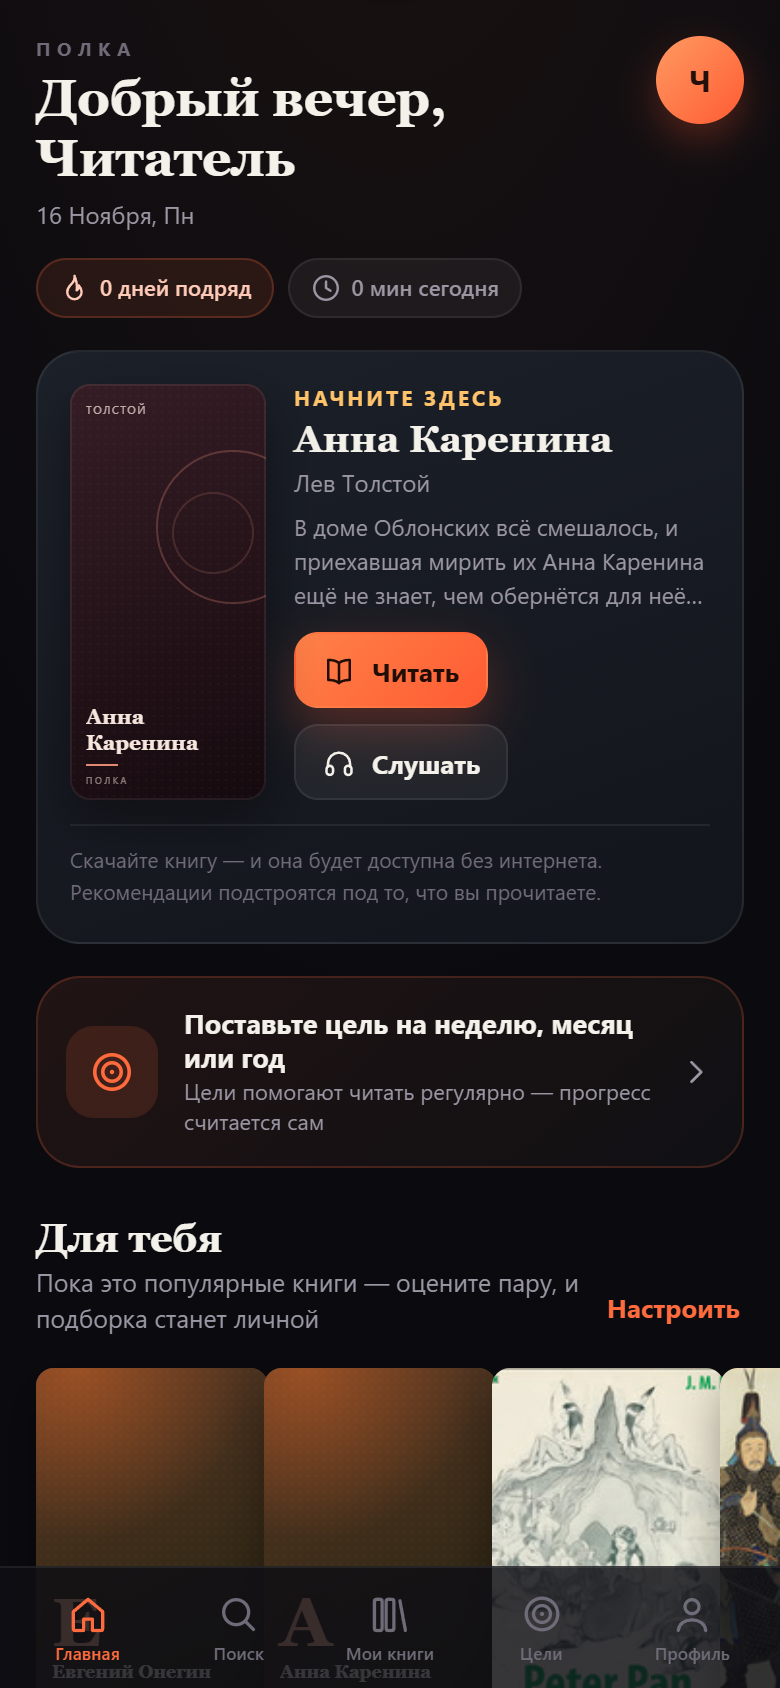 ПОЛКА
Добрый вечер,
Читатель
Ч
16 Ноября, Пн
0 дней подряд
0 мин сегодня
ТОЛСТОЙ
Анна
Каренина
ПОЛКА
НАЧНИТЕ ЗДЕСЬ
Анна Каренина
Лев Толстой
В доме Облонских всё смешалось, и
приехавшая мирить их Анна Каренина
ещё не знает, чем обернётся для неё...
Читать
Слушать
Скачайте книгу — и она будет доступна без интернета.
Рекомендации подстроятся под то, что вы прочитаете.
Поставьте цель на неделю, месяц
или год
Цели помогают читать регулярно — прогресс
считается сам
Для тебя
Пока это популярные книги — оцените пару, и
подборка станет личной
Настроить
J. M.
Е
А
Евгений Онегин
Анна Каренина
Peter Pan
Главная
Поиск
Мои книги
Цели
Профиль